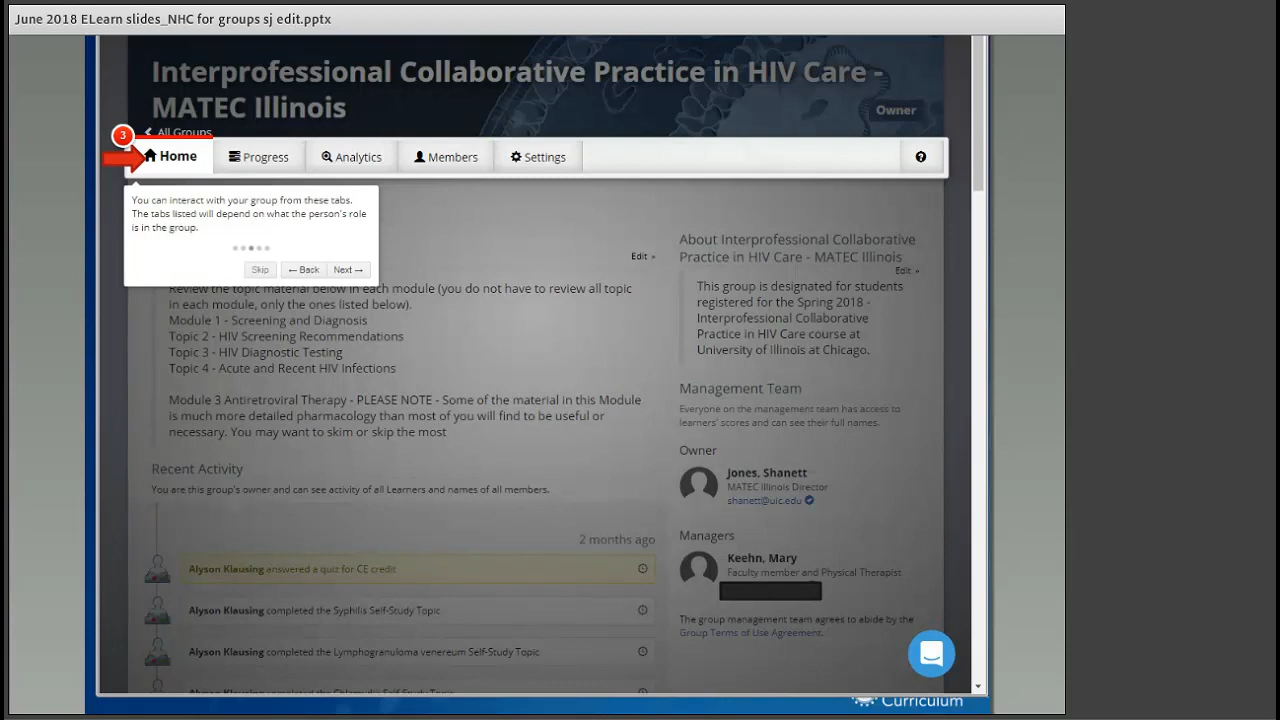 June 2018 ELearn slides_NHC for groups sj edit.pptx
Interprofessional Collaborative Practice in HIV Care -
MATEC Illinois
Owner
All Groups
3
Home
Progress
Analytics
Members
Settings
?
You can interact with your group from these tabs.
The tabs listed will depend on what the person's role
is in the group.
Skip
← Back
Next →
Edit »
Review the topic material below in each module (you do not have to review all topic
in each module, only the ones listed below).
Module 1 - Screening and Diagnosis
Topic 2 - HIV Screening Recommendations
Topic 3 - HIV Diagnostic Testing
Topic 4 - Acute and Recent HIV Infections
Module 3 Antiretroviral Therapy - PLEASE NOTE - Some of the material in this Module
is much more detailed pharmacology than most of you will find to be useful or
necessary. You may want to skim or skip the most
Recent Activity
You are this group's owner and can see activity of all Learners and names of all members.
2 months ago
Alyson Klausing answered a quiz for CE credit
Alyson Klausing completed the Syphilis Self-Study Topic
Alyson Klausing completed the Lymphogranuloma venereum Self-Study Topic
Alyson Klausing completed the Chlamydia Self-Study Topic
About Interprofessional Collaborative
Practice in HIV Care - MATEC Illinois
Edit »
This group is designated for students
registered for the Spring 2018 -
Interprofessional Collaborative
Practice in HIV Care course at
University of Illinois at Chicago.
Management Team
Everyone on the management team has access to
learners' scores and can see their full names.
Owner
Jones, Shanett
MATEC Illinois Director
shanett@uic.edu
Managers
Keehn, Mary
Faculty member and Physical Therapist
The group management team agrees to abide by the
Group Terms of Use Agreement.
Curriculum